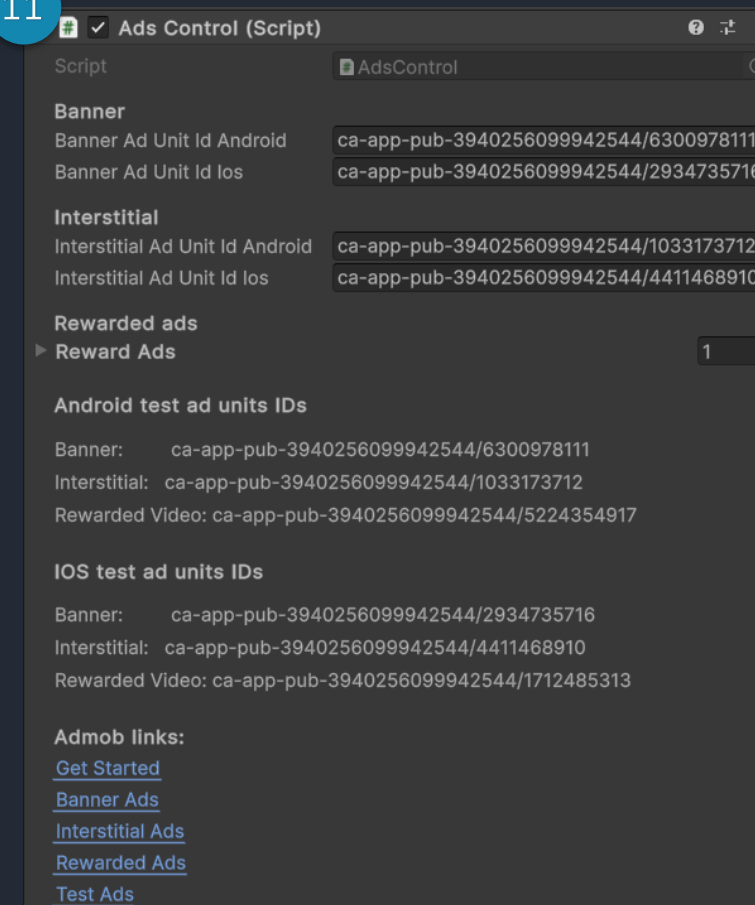 11
# Ads Control (Script)
Script # AdsControl
Banner
Banner Ad Unit Id Android ca-app-pub-3940256099942544/6300978111
Banner Ad Unit Id Ios ca-app-pub-3940256099942544/2934735716
Interstitial
Interstitial Ad Unit Id Android ca-app-pub-3940256099942544/1033173712
Interstitial Ad Unit Id Ios ca-app-pub-3940256099942544/4411468910
Rewarded ads
Reward Ads 1
Android test ad units IDs
Banner: ca-app-pub-3940256099942544/6300978111
Interstitial: ca-app-pub-3940256099942544/1033173712
Rewarded Video: ca-app-pub-3940256099942544/5224354917
IOS test ad units IDs
Banner: ca-app-pub-3940256099942544/2934735716
Interstitial: ca-app-pub-3940256099942544/4411468910
Rewarded Video: ca-app-pub-3940256099942544/1712485313
Admob links:
Get Started
Banner Ads
Interstitial Ads
Rewarded Ads
Test Ads